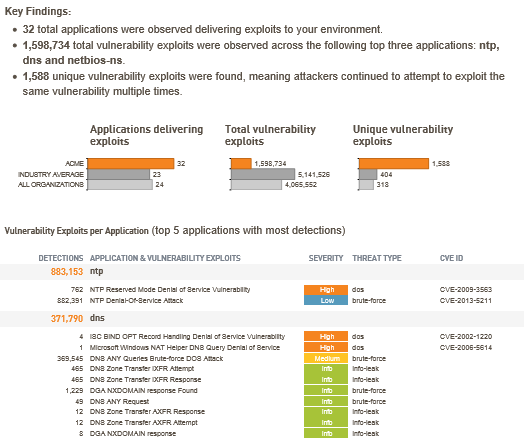 Key Findings:
• 32 total applications were observed delivering exploits to your environment.
• 1,598,734 total vulnerability exploits were observed across the following top three applications: ntp,
dns and netbios-ns.
• 1,588 unique vulnerability exploits were found, meaning attackers continued to attempt to exploit the
same vulnerability multiple times.
Applications delivering exploits
Total vulnerability exploits
Unique vulnerability exploits
ACME 32 1,598,734 1,588
INDUSTRY AVERAGE 23 5,141,526 404
ALL ORGANIZATIONS 24 4,065,552 318
Vulnerability Exploits per Application (top 5 applications with most detections)
DETECTIONS APPLICATION & VULNERABILITY EXPLOITS SEVERITY THREAT TYPE CVE ID
883,153 ntp
762 NTP Reserved Mode Denial of Service Vulnerability High dos CVE-2009-3563
882,391 NTP Denial-Of-Service Attack Low brute-force CVE-2013-5211
371,790 dns
4 ISC BIND OPT Record Handling Denial of Service Vulnerability High dos CVE-2002-1220
1 Microsoft Windows NAT Helper DNS Query Denial of Service High dos CVE-2006-5614
369,545 DNS ANY Queries Brute-force DOS Attack Medium brute-force
465 DNS Zone Transfer IXFR Attempt Info info-leak
465 DNS Zone Transfer IXFR Response Info info-leak
1,229 DGA NXDOMAIN response Found Info brute-force
49 DNS ANY Request Info brute-force
12 DNS Zone Transfer AXFR Response Info info-leak
12 DNS Zone Transfer AXFR Attempt Info info-leak
8 DGA NXDOMAIN response Info info-leak